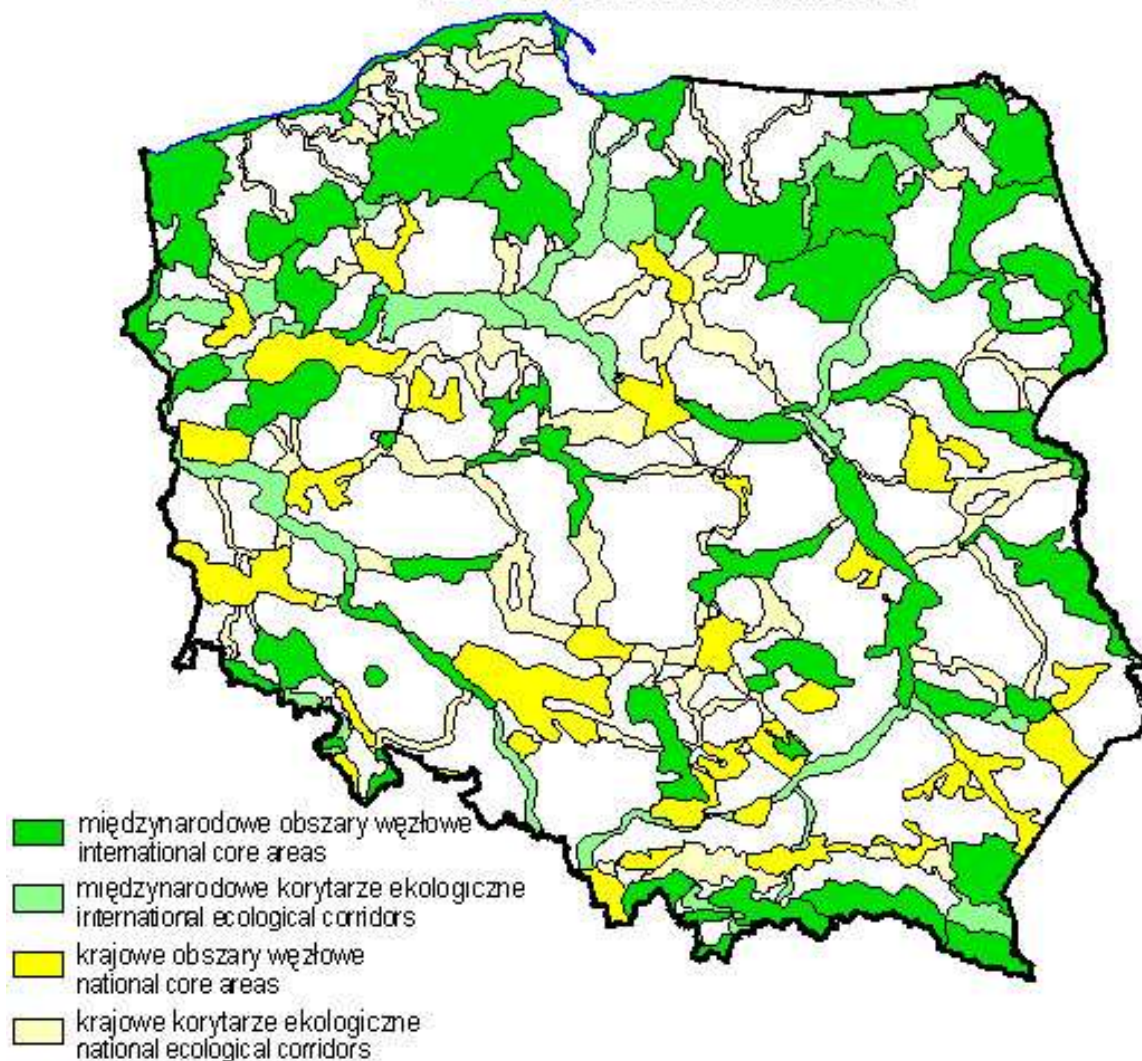 międzynarodowe obszary węzłowe
international core areas
międzynarodowe korytarze ekologiczne
international ecological corridors
krajowe obszary węzłowe
national core areas
krajowe korytarze ekologiczne
national ecological corridors